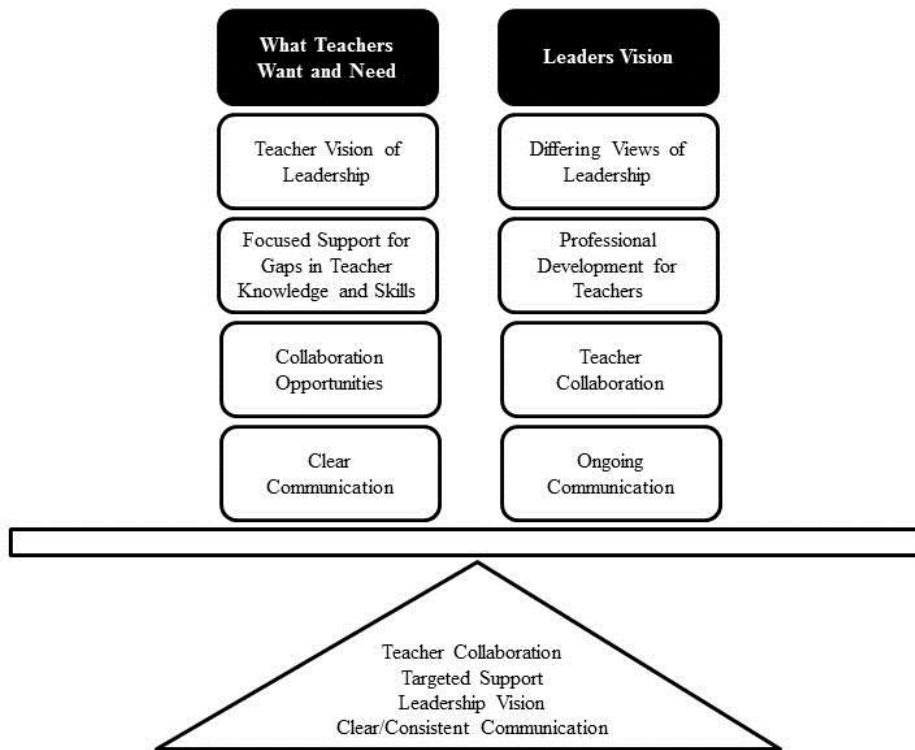 What Teachers
Want and Need
Leaders Vision
Teacher Vision of
Leadership
Differing Views of
Leadership
Focused Support for
Gaps in Teacher
Knowledge and Skills
Professional
Development for
Teachers
Collaboration
Opportunities
Teacher
Collaboration
Clear
Communication
Ongoing
Communication
Teacher Collaboration
Targeted Support
Leadership Vision
Clear/Consistent Communication